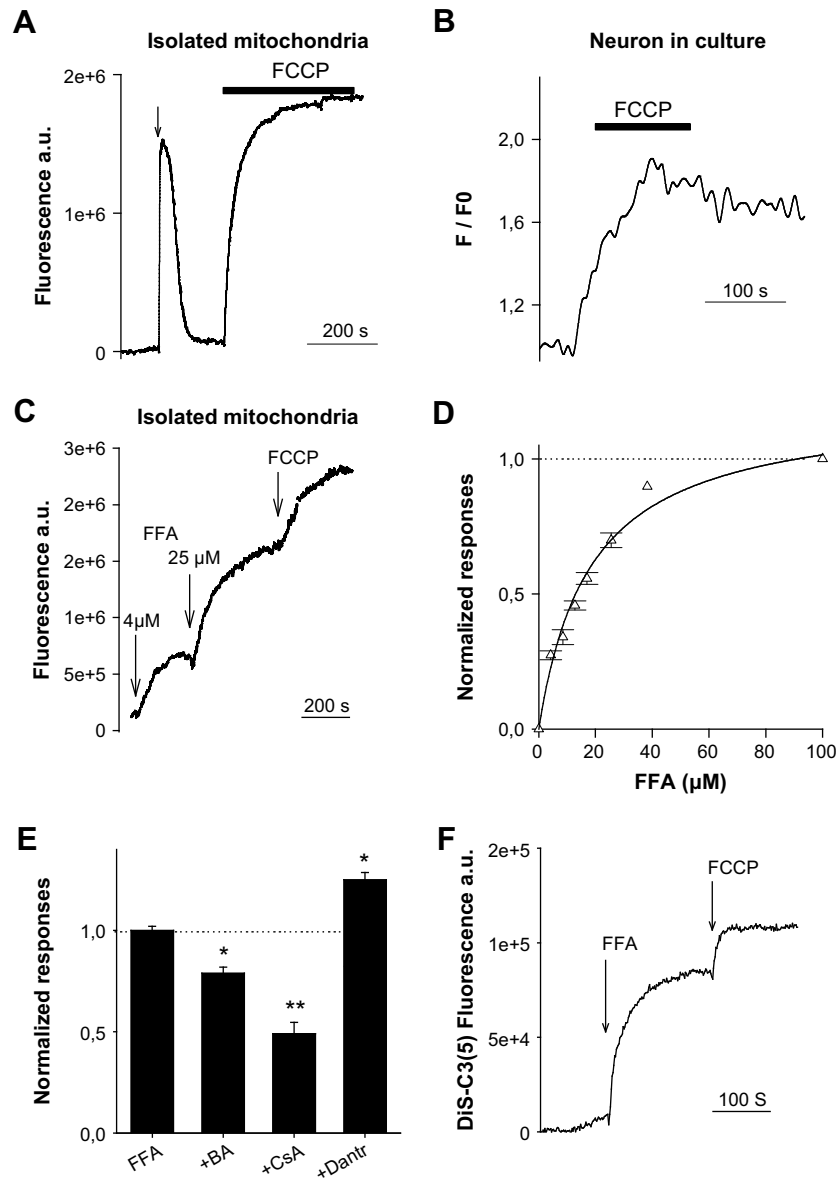 A
Isolated mitochondria
FCCP
2e+6
1e+6
0
Fluorescence a.u.
200 s
B
Neuron in culture
FCCP
2,0
1,6
1,2
F / F0
100 s
C
Isolated mitochondria
3e+6
2e+6
2e+6
1e+6
5e+5
0
Fluorescence a.u.
FCCP
FFA
25 µM
4µM
200 s
D
1,0
0,5
0,0
Normalized responses
0 20 40 60 80 100
FFA (µM)
E
1,0
0,5
0,0
Normalized responses
*
**
*
FFA
+BA
+CsA
+Dantr
F
2e+5
1e+5
5e+4
0
DiS-C3(5) Fluorescence a.u.
FCCP
FFA
100 S